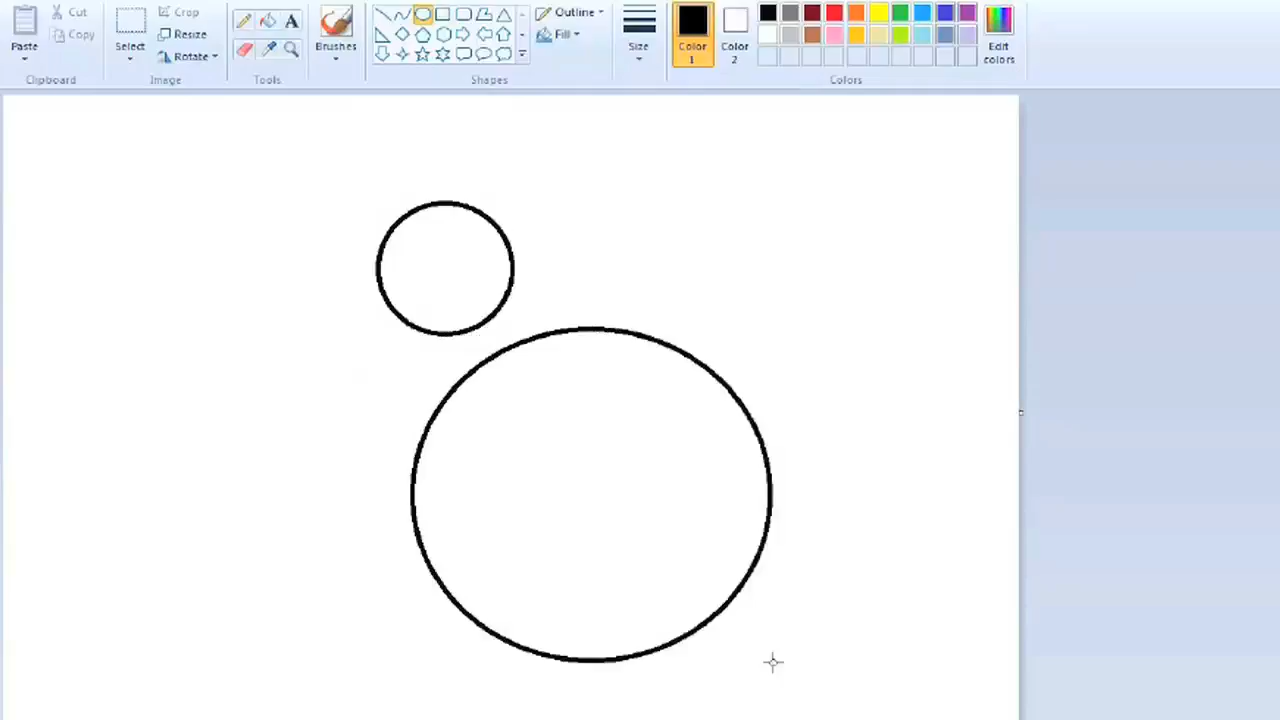 Cut
Crop
Outline
Copy
Resize
Fill
Paste
Select
Rotate
A
Brushes
Size
Color 1
Color 2
Edit colors
Clipboard
Image
Tools
Shapes
Colors